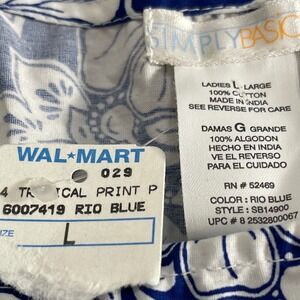 SIMPLY BASIC
LADIES L-LARGE
100% COTTON
MADE IN INDIA
SEE REVERSE FOR CARE
DAMAS G GRANDE
100% ALGODON
HECHO EN INDIA
VE EL REVERSO
PARA EL CUIDADO
RN # 52469
COLOR : RIO BLUE
STYLE : SB14900
UPC # 8 2532800067
WAL★MART
029
4 TROPICAL PRINT P
6007419 RIO BLUE
SIZE
L